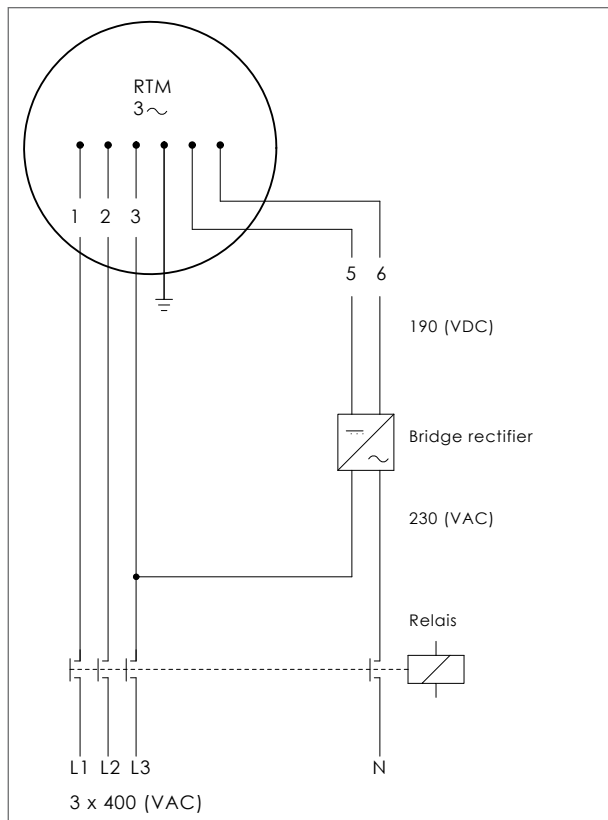 RTM
3~
1 2 3
5 6
190 (VDC)
Bridge rectifier
230 (VAC)
Relais
L1 L2 L3 N
3 x 400 (VAC)